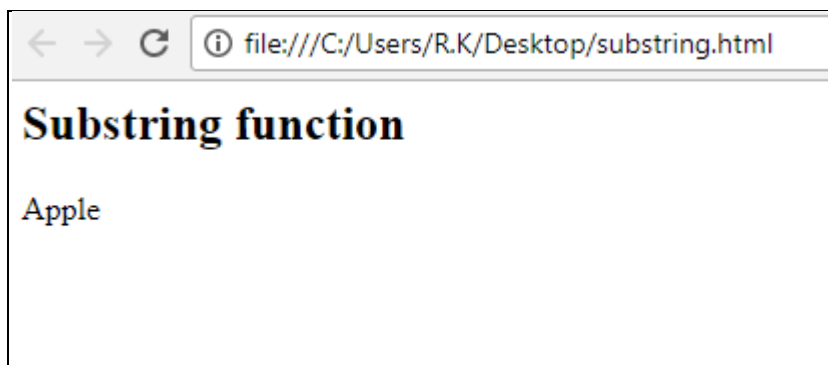 file:///C:/Users/R.K/Desktop/substring.html
Substring function
Apple